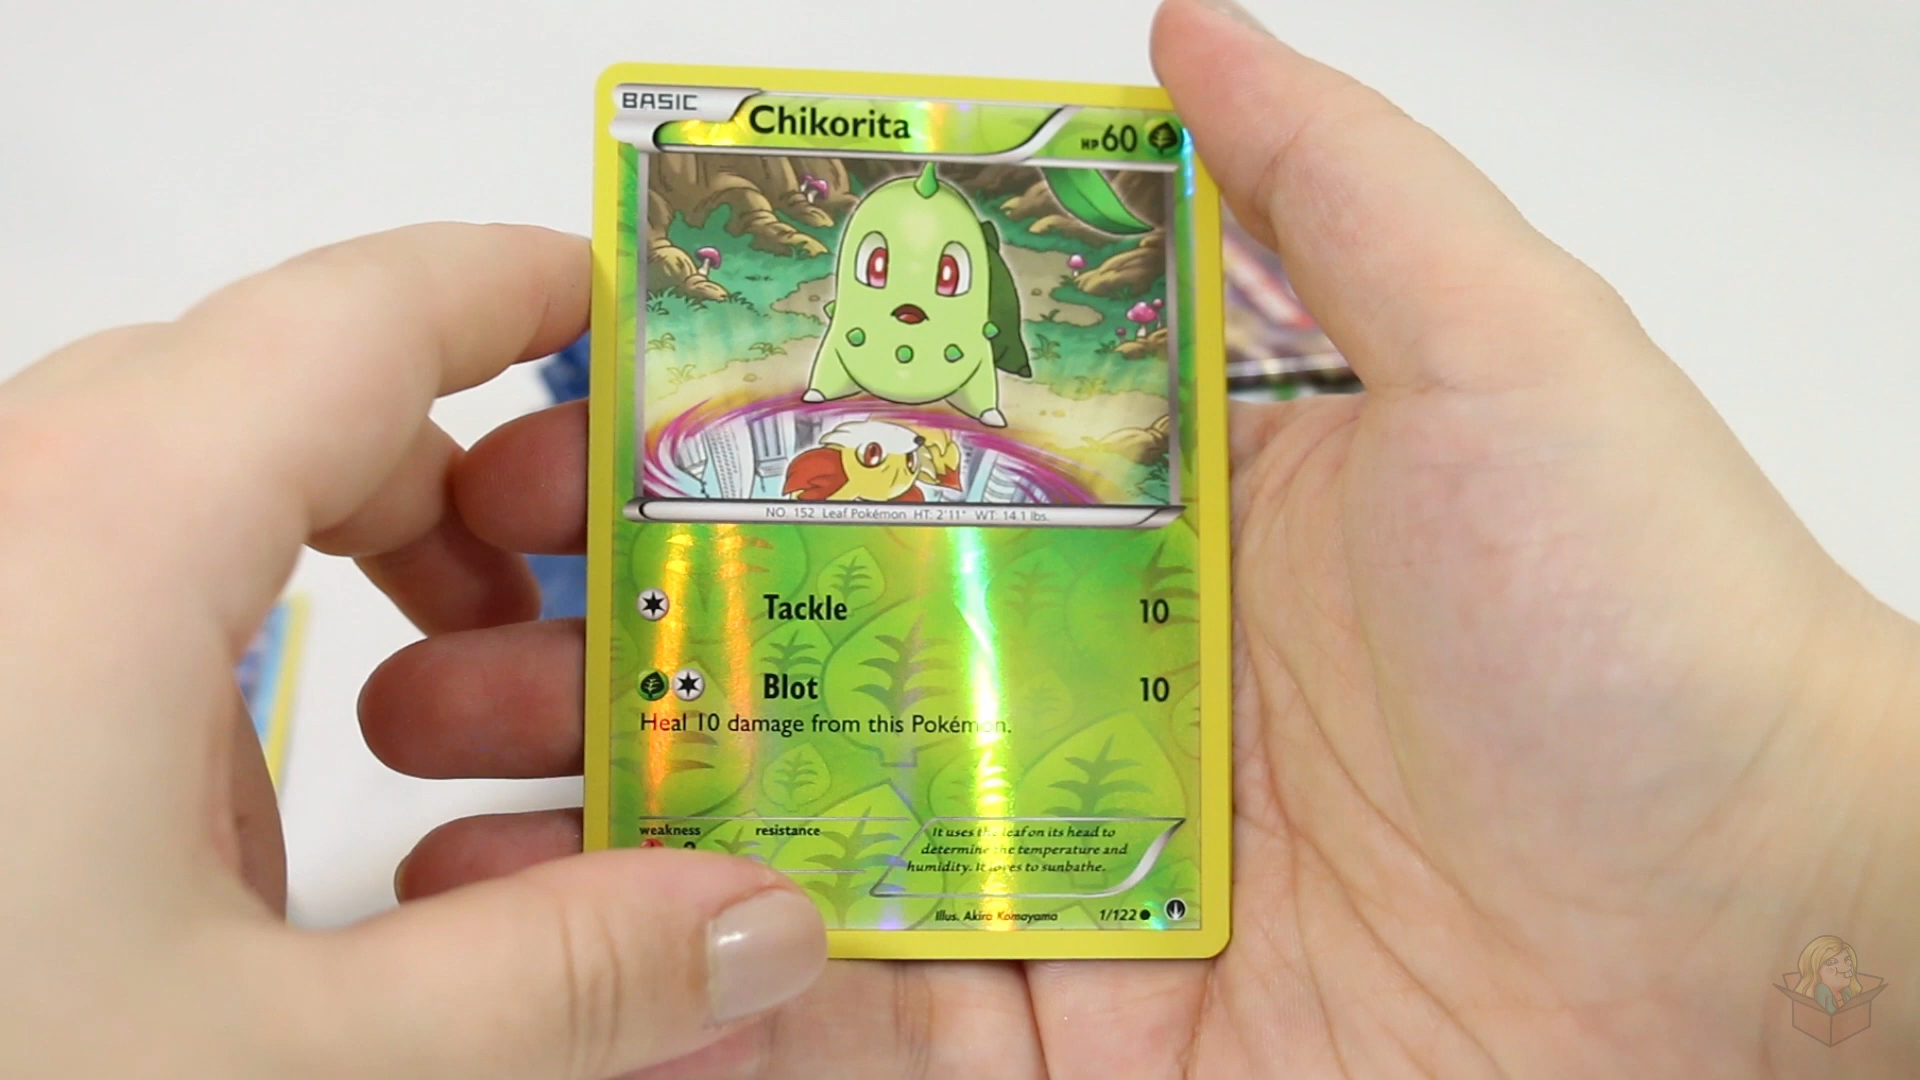 BASIC
Chikorita
HP 60
NO. 152 Leaf Pokémon HT: 2'11" WT: 14.1 lbs.
Tackle 10
Blot 10
Heal 10 damage from this Pokémon.
weakness resistance
It uses the leaf on its head to
determine the temperature and
humidity. It loves to sunbathe.
Illus. Akira Komayama 1/122